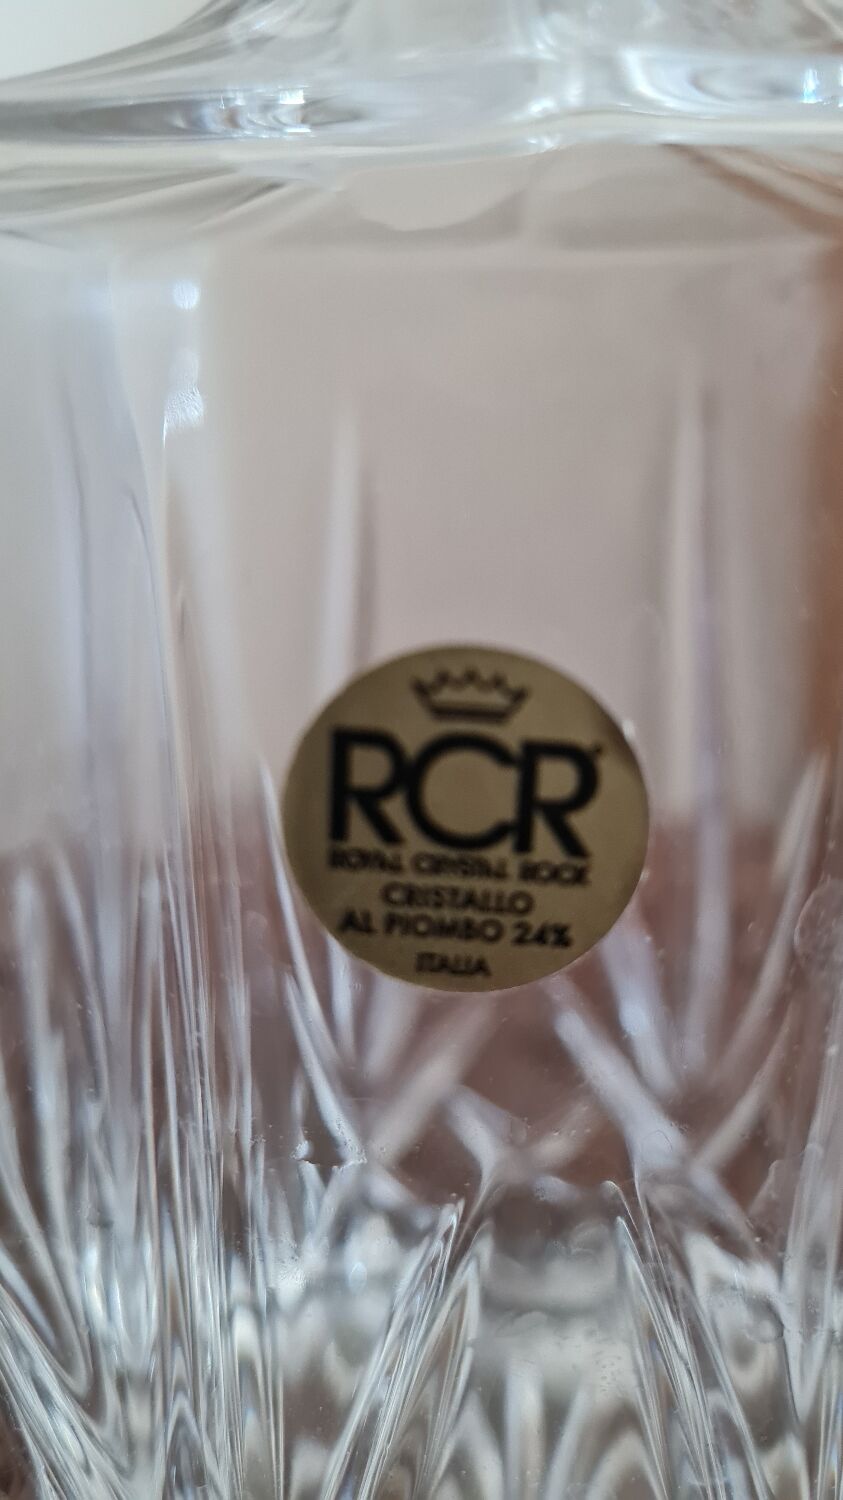 RCR
ROYAL CRYSTAL ROCK
CRISTALLO
AL PIOMBO 24%
ITALIA